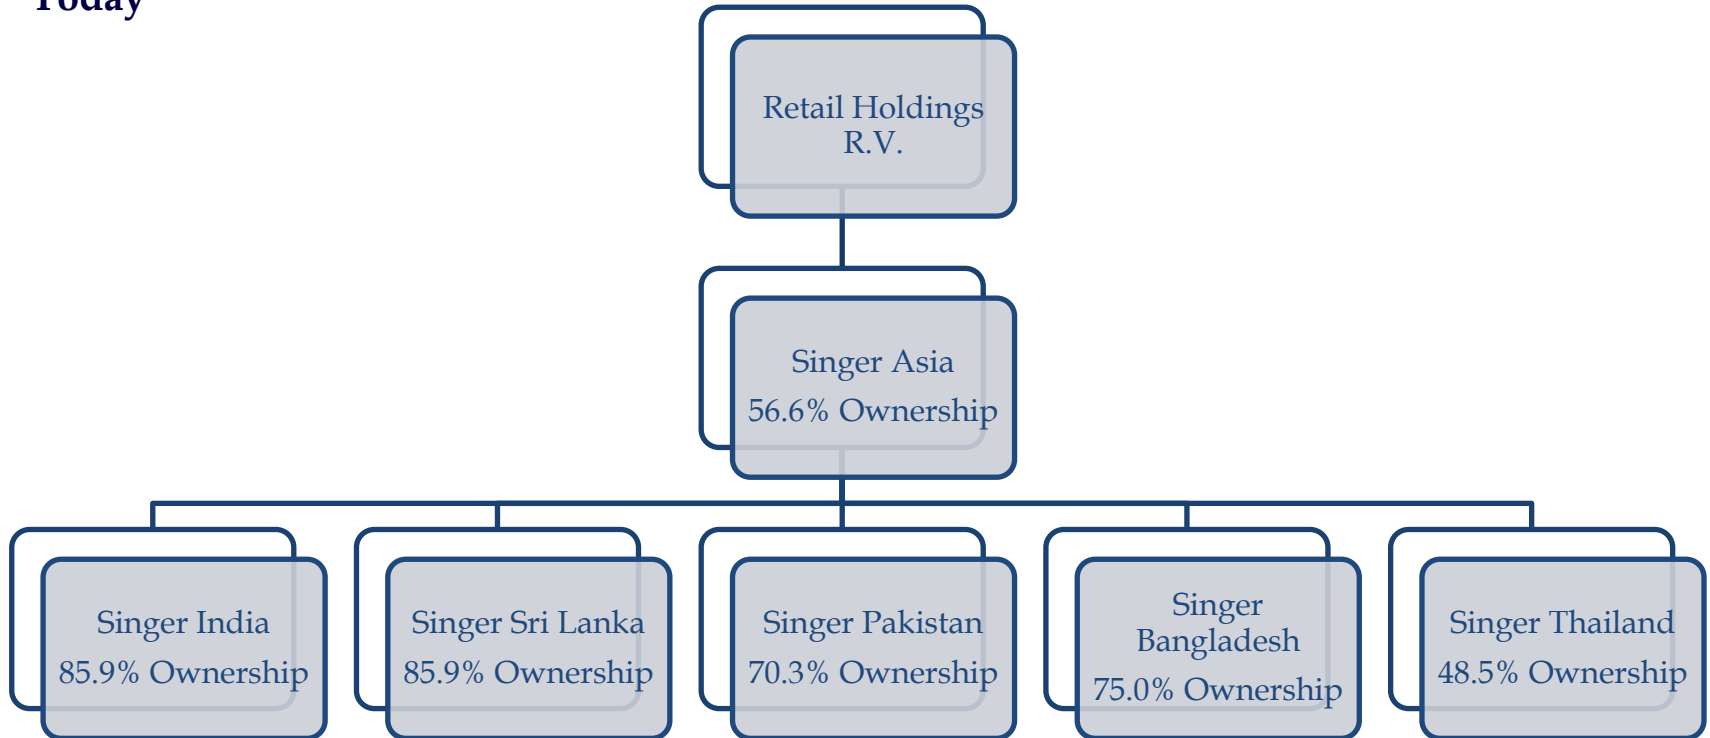 Today
Retail Holdings
R.V.
Singer Asia
56.6% Ownership
Singer India
85.9% Ownership
Singer Sri Lanka
85.9% Ownership
Singer Pakistan
70.3% Ownership
Singer
Bangladesh
75.0% Ownership
Singer Thailand
48.5% Ownership